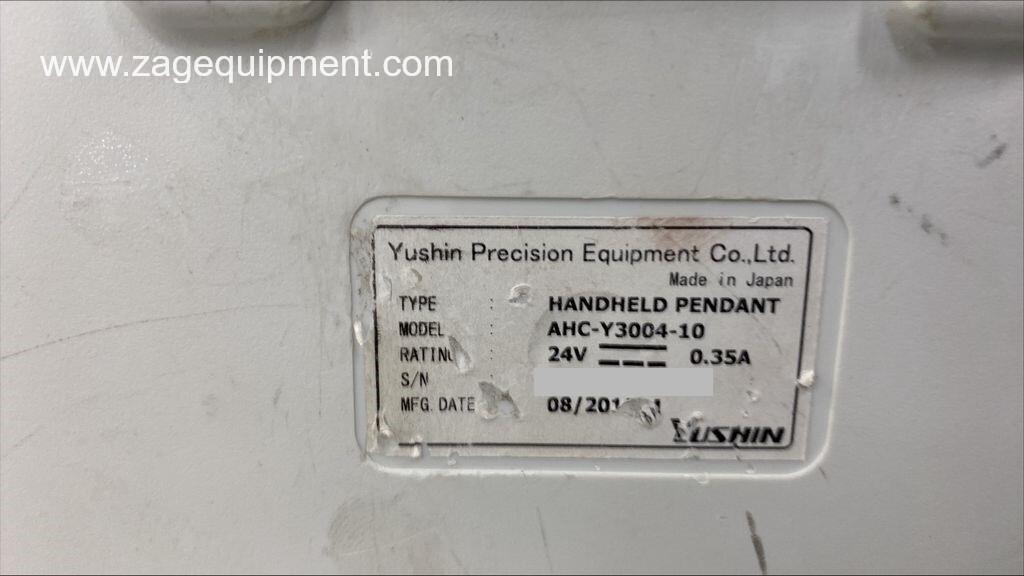 www.zagequipment.com
Yushin Precision Equipment Co.,Ltd.
Made in Japan
TYPE : HANDHELD PENDANT
MODEL : AHC-Y3004-10
RATING : 24V 0.35A
S/N :
MFG. DATE
YUSHIN